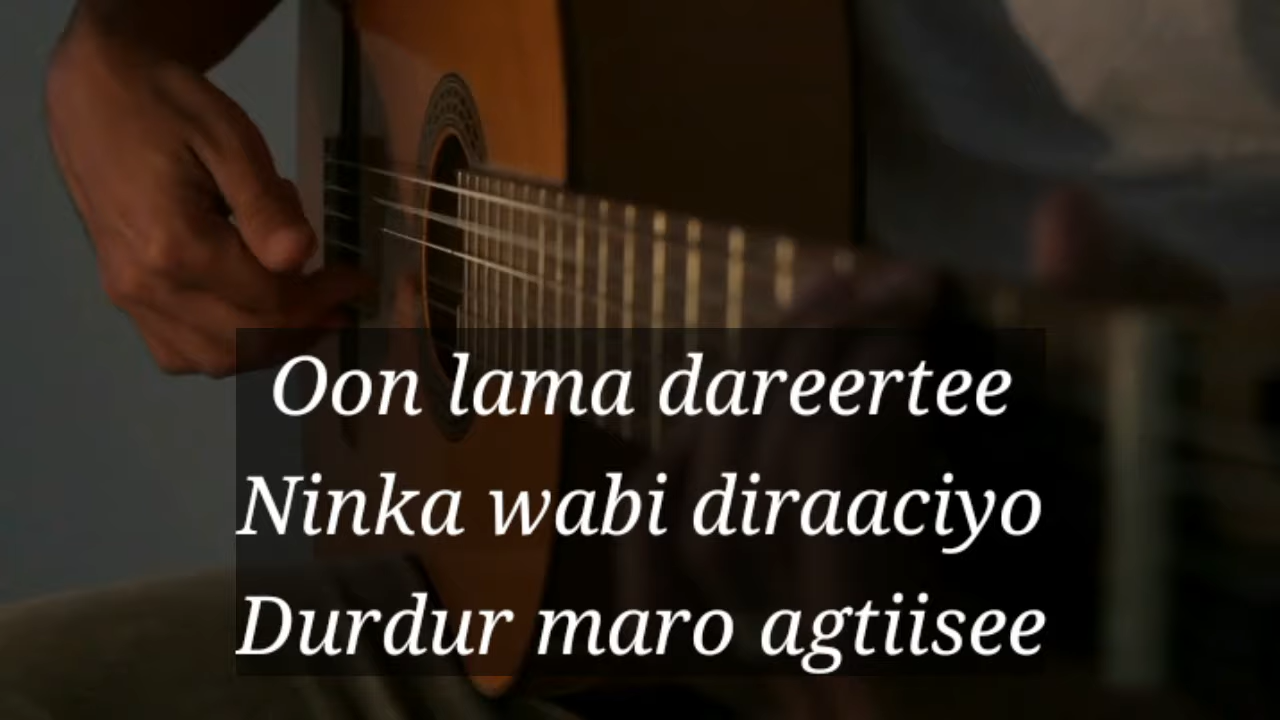 Oon lama dareertee
Ninka wabi diraaciyo
Durdur maro agtiisee